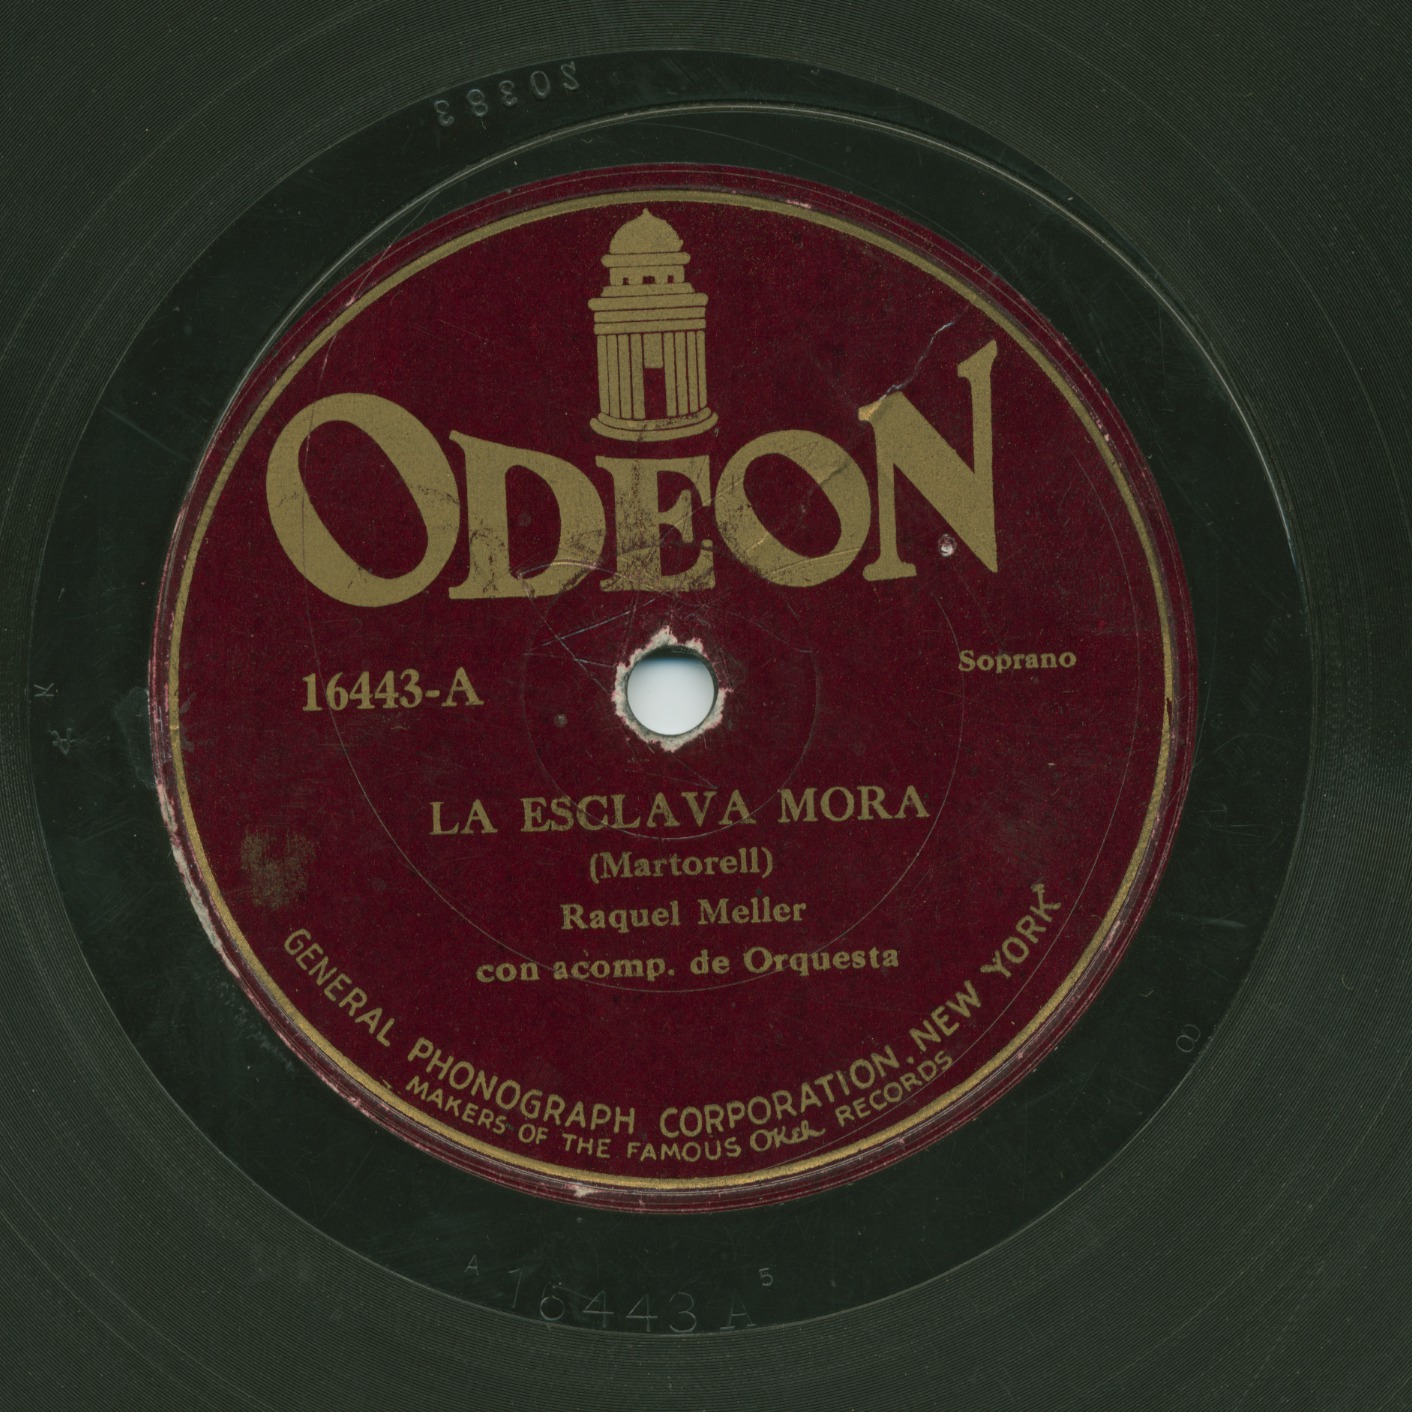 ODEON
16443-A
Soprano
LA ESCLAVA MORA
(Martorell)
Raquel Meller
con acomp. de Orquesta
GENERAL PHONOGRAPH CORPORATION. NEW YORK
MAKERS OF THE FAMOUS OKeh RECORDS
A 16443 A 5
K